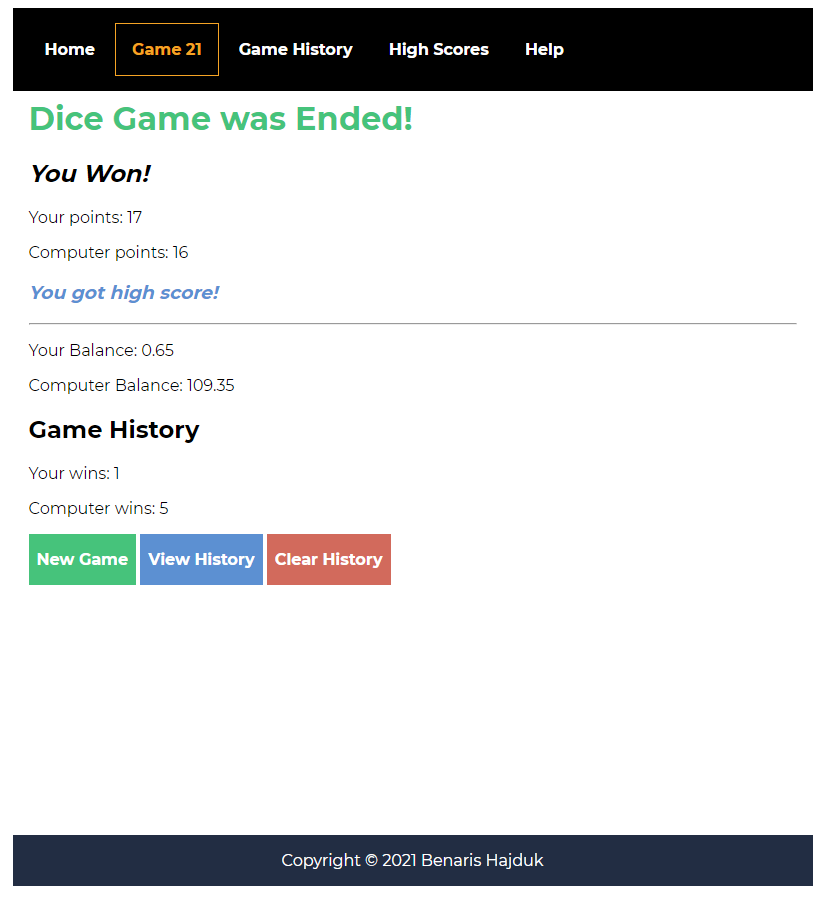 Home Game 21 Game History High Scores Help
Dice Game was Ended!
You Won!
Your points: 17
Computer points: 16
You got high score!
Your Balance: 0.65
Computer Balance: 109.35
Game History
Your wins: 1
Computer wins: 5
New Game View History Clear History
Copyright © 2021 Benaris Hajduk